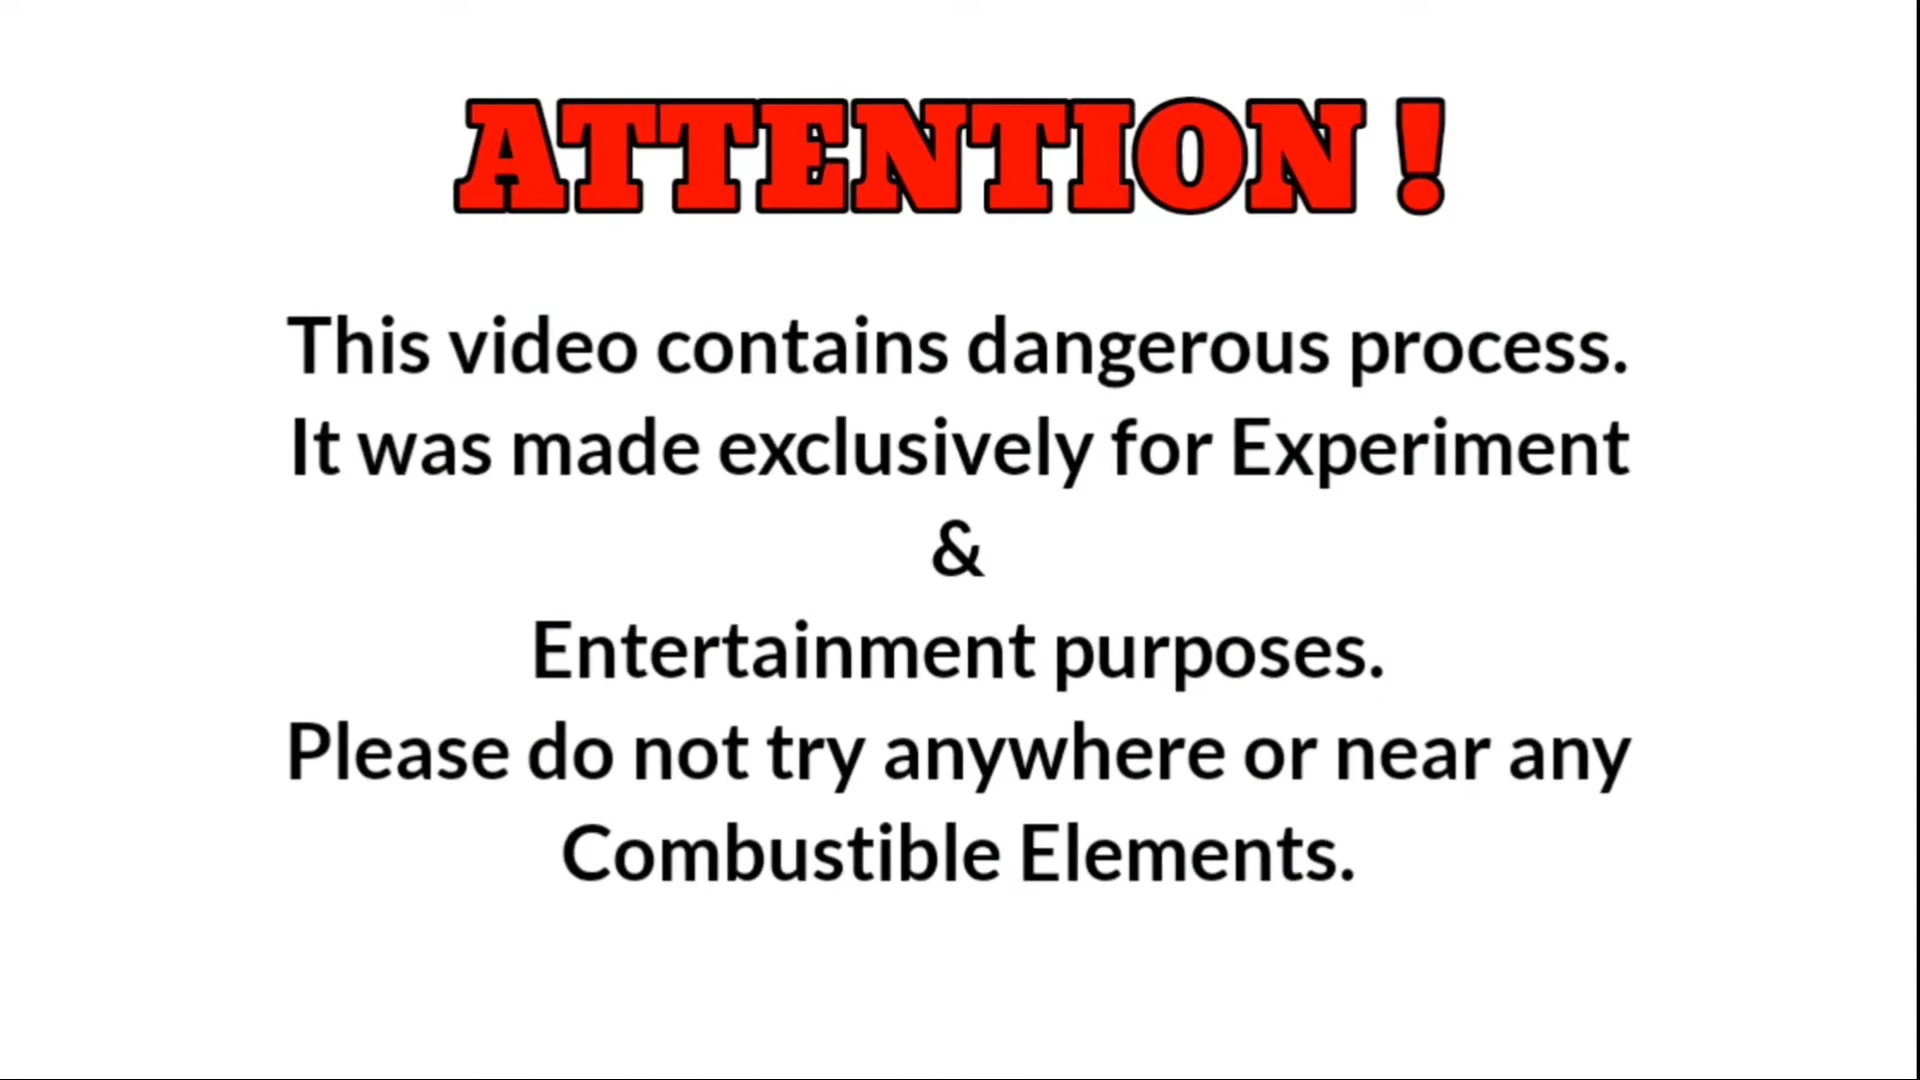 ATTENTION !
This video contains dangerous process.
It was made exclusively for Experiment
&
Entertainment purposes.
Please do not try anywhere or near any
Combustible Elements.